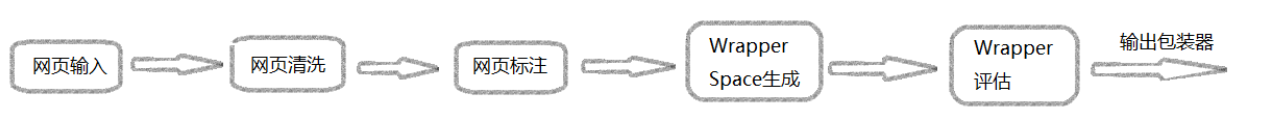 网页输入
网页清洗
网页标注
Wrapper
Space生成
Wrapper
评估
输出包装器